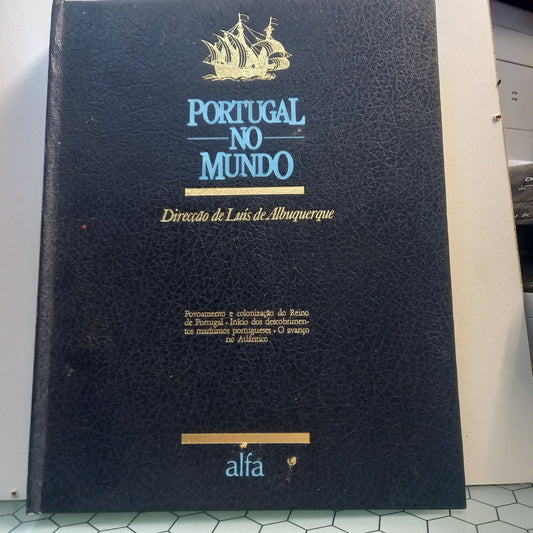 PORTUGAL
NO
MUNDO
Direcção de Luís de Albuquerque
Povoamento e colonização do Reino
de Portugal • Início dos descobrimen-
tos marítimos portugueses • O avanço
no Atlântico
alfa